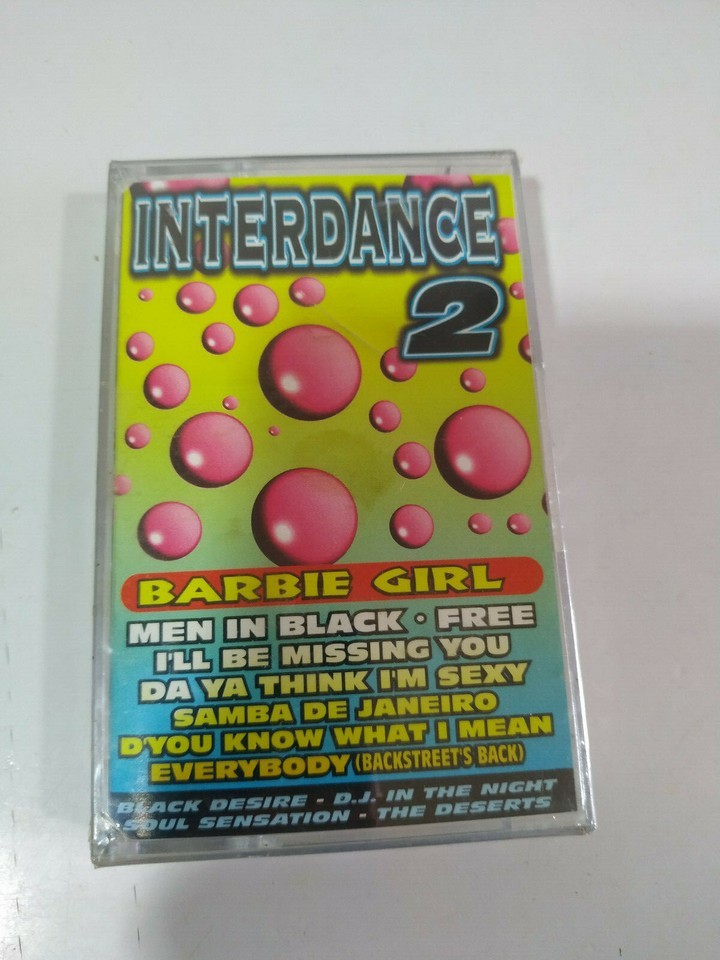 INTERDANCE
2
BARBIE GIRL
MEN IN BLACK • FREE
I'LL BE MISSING YOU
DA YA THINK I'M SEXY
SAMBA DE JANEIRO
D'YOU KNOW WHAT I MEAN
EVERYBODY (BACKSTREET'S BACK)
BLACK DESIRE - D.J. IN THE NIGHT
SOUL SENSATION - THE DESERTS